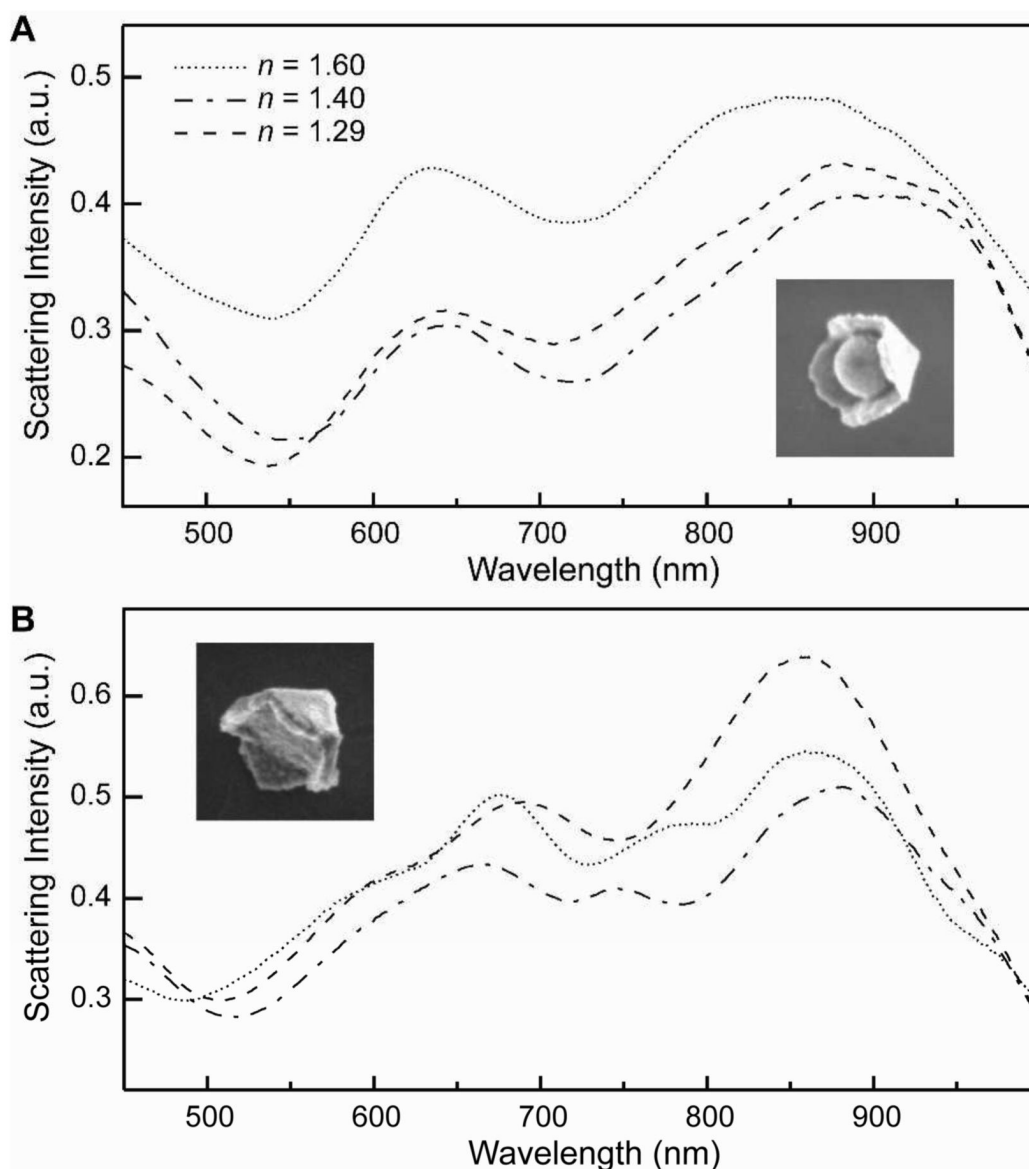 A
n = 1.60
n = 1.40
n = 1.29
Scattering Intensity (a.u.)
0.5
0.4
0.3
0.2
500 600 700 800 900
Wavelength (nm)
B
Scattering Intensity (a.u.)
0.6
0.5
0.4
0.3
500 600 700 800 900
Wavelength (nm)